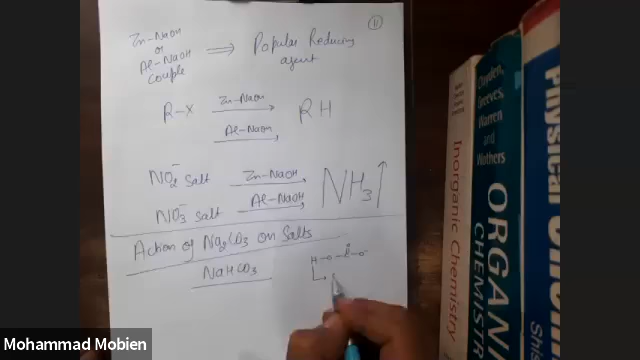 11
Zn-NaOH
or
Al-NaOH
couple
⟹ Popular Reducing
agent
R-X Zn-NaOH R H
Al-NaOH
NO2- salt Zn-NaOH NH3↑
NO3- salt Al-NaOH
Action of Na2CO3 on Salts
NaHCO3
H-O-C-O-
O
Inorganic Chemistry
Clayden,
Greeves,
Warren
and
Wothers
ORGANIC
CHEMISTRY
Physical
Mohammad Mobien